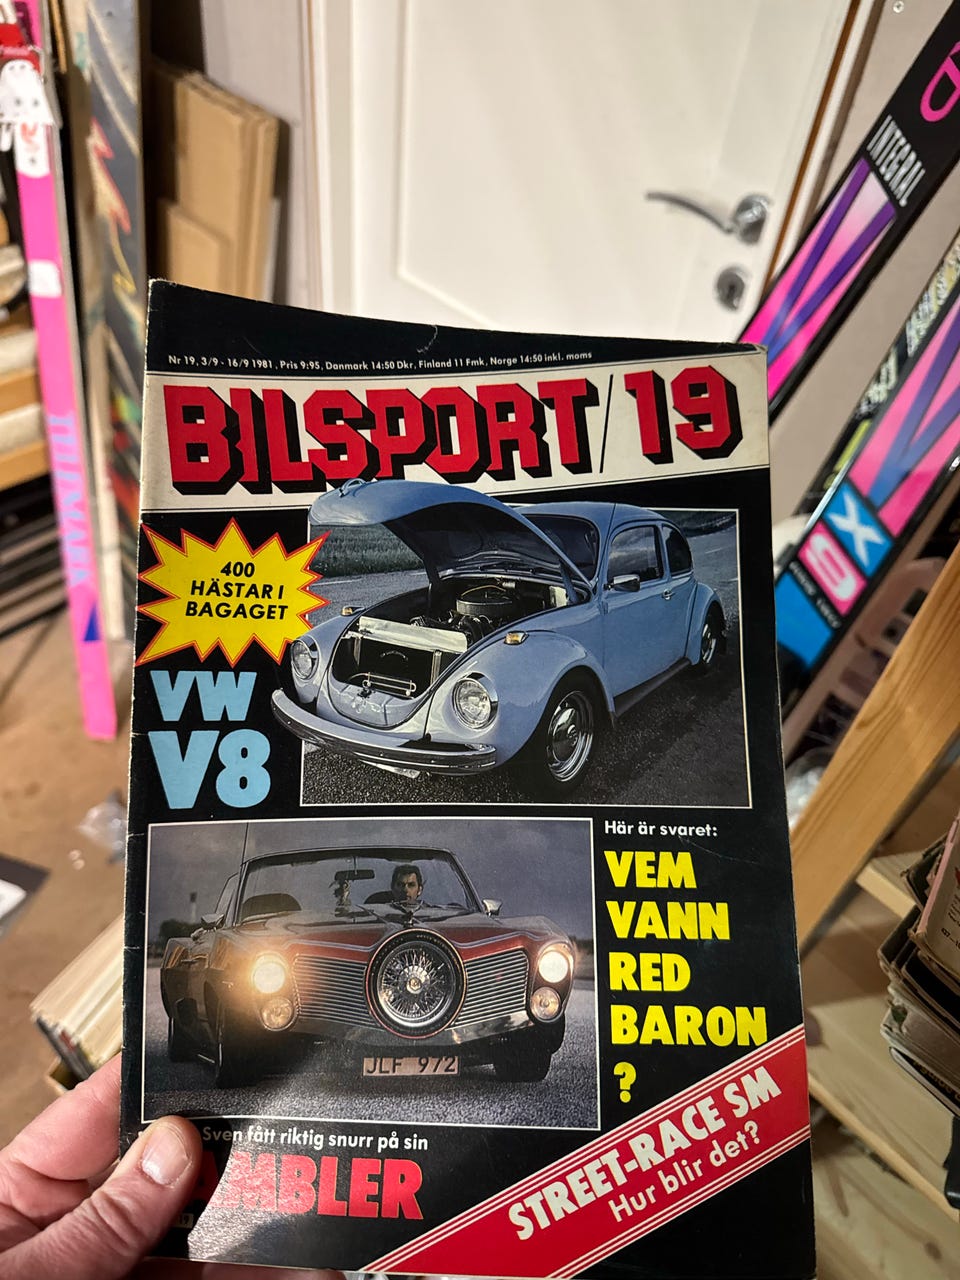 Nr 19, 3/9 - 16/9 1981, Pris 9:95, Danmark 14:50 Dkr, Finland 11 Fmk, Norge 14:50 inkl. moms
BILSPORT/19
400
HÄSTAR I
BAGAGET
VW
V8
Här är svaret:
VEM
VANN
RED
BARON
?
JLF 972
Sven fått riktig snurr på sin
AMBLER
STREET-RACE SM
Hur blir det?
INTEGRAL
TELEMARK